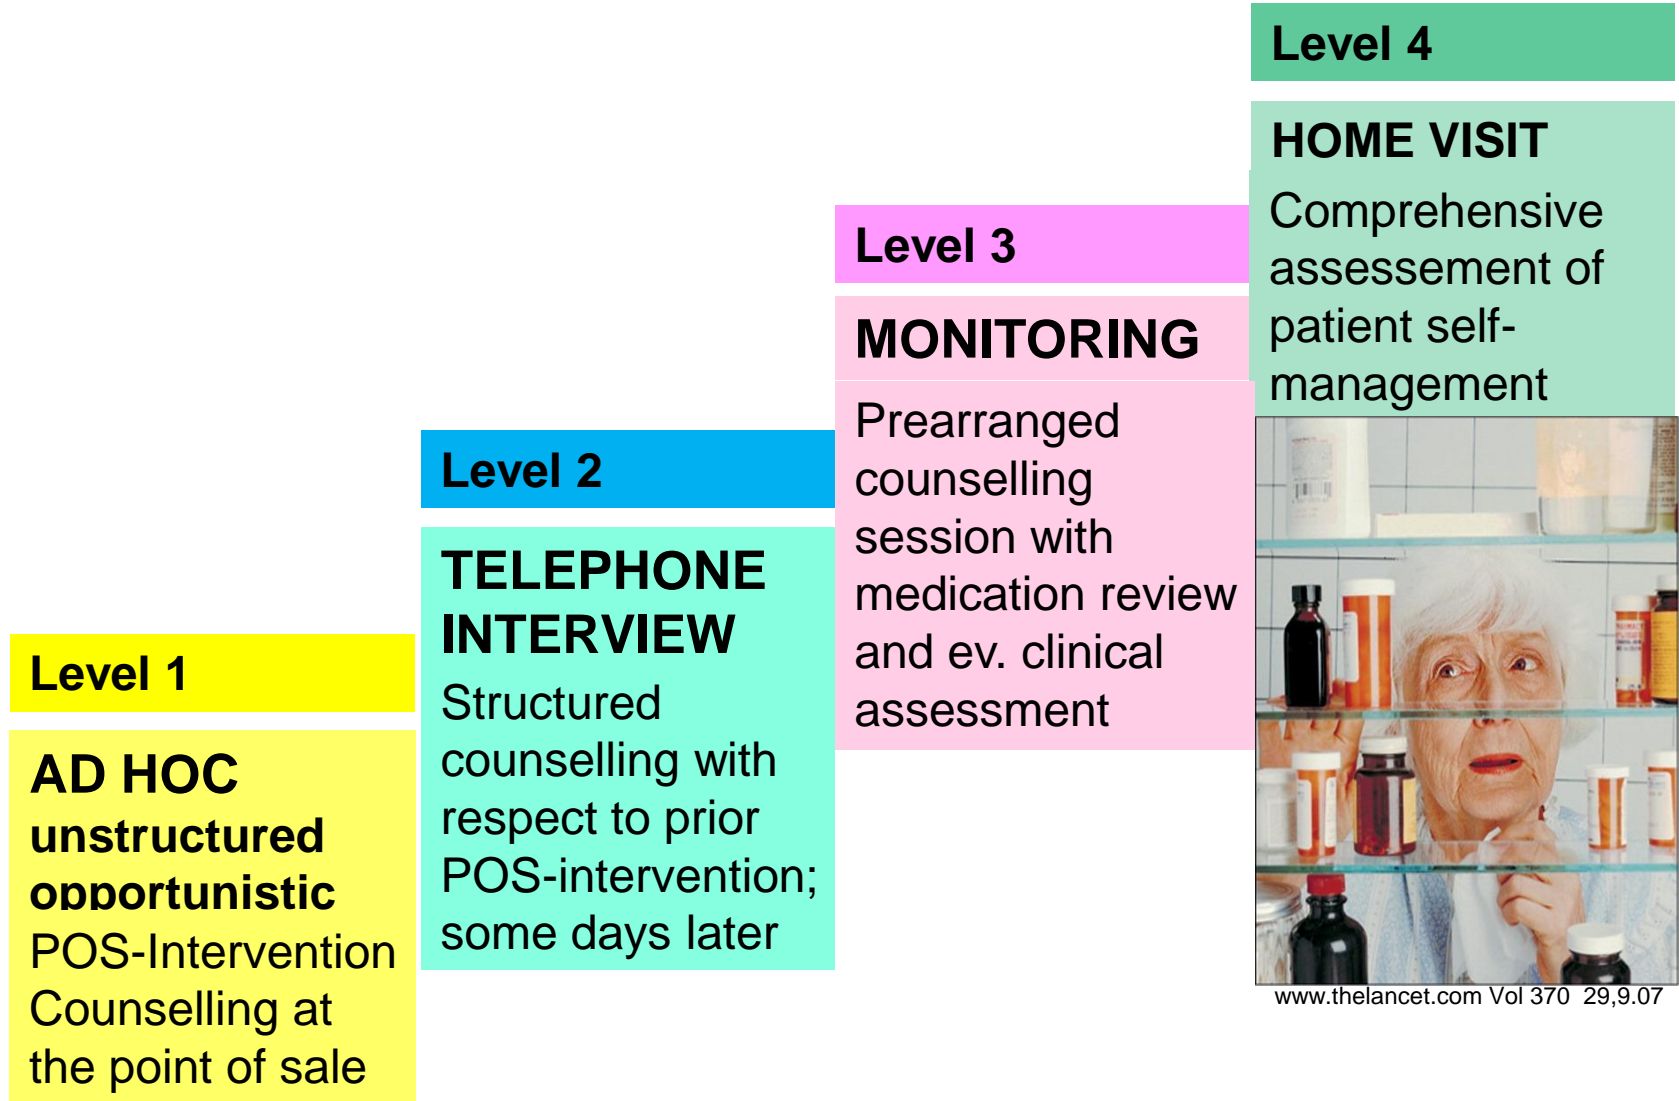 Level 1
AD HOC
unstructured
opportunistic
POS-Intervention
Counselling at
the point of sale
Level 2
TELEPHONE
INTERVIEW
Structured
counselling with
respect to prior
POS-intervention;
some days later
Level 3
MONITORING
Prearranged
counselling
session with
medication review
and ev. clinical
assessment
Level 4
HOME VISIT
Comprehensive
assessement of
patient self-
management
www.thelancet.com Vol 370 29,9.07